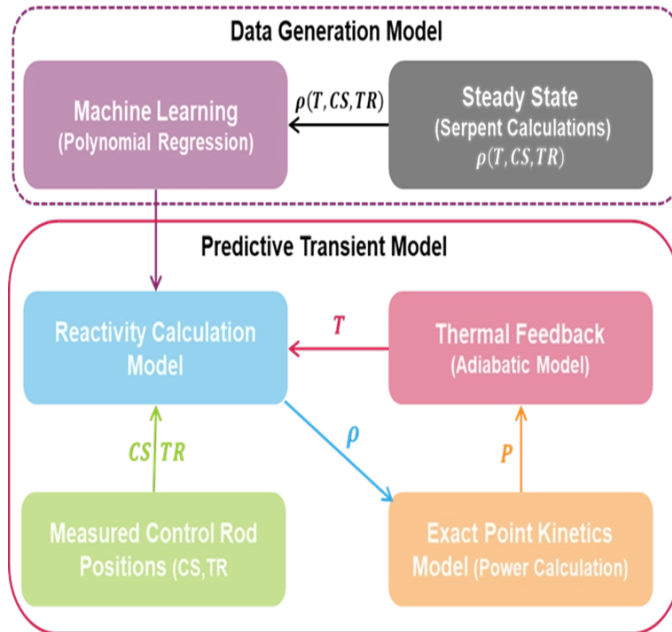 Data Generation Model
Machine Learning
(Polynomial Regression)
ρ(T,CS,TR)
Steady State
(Serpent Calculations)
ρ(T,CS,TR)
Predictive Transient Model
Reactivity Calculation
Model
T
Thermal Feedback
(Adiabatic Model)
CS TR
ρ
P
Measured Control Rod
Positions (CS,TR
Exact Point Kinetics
Model (Power Calculation)